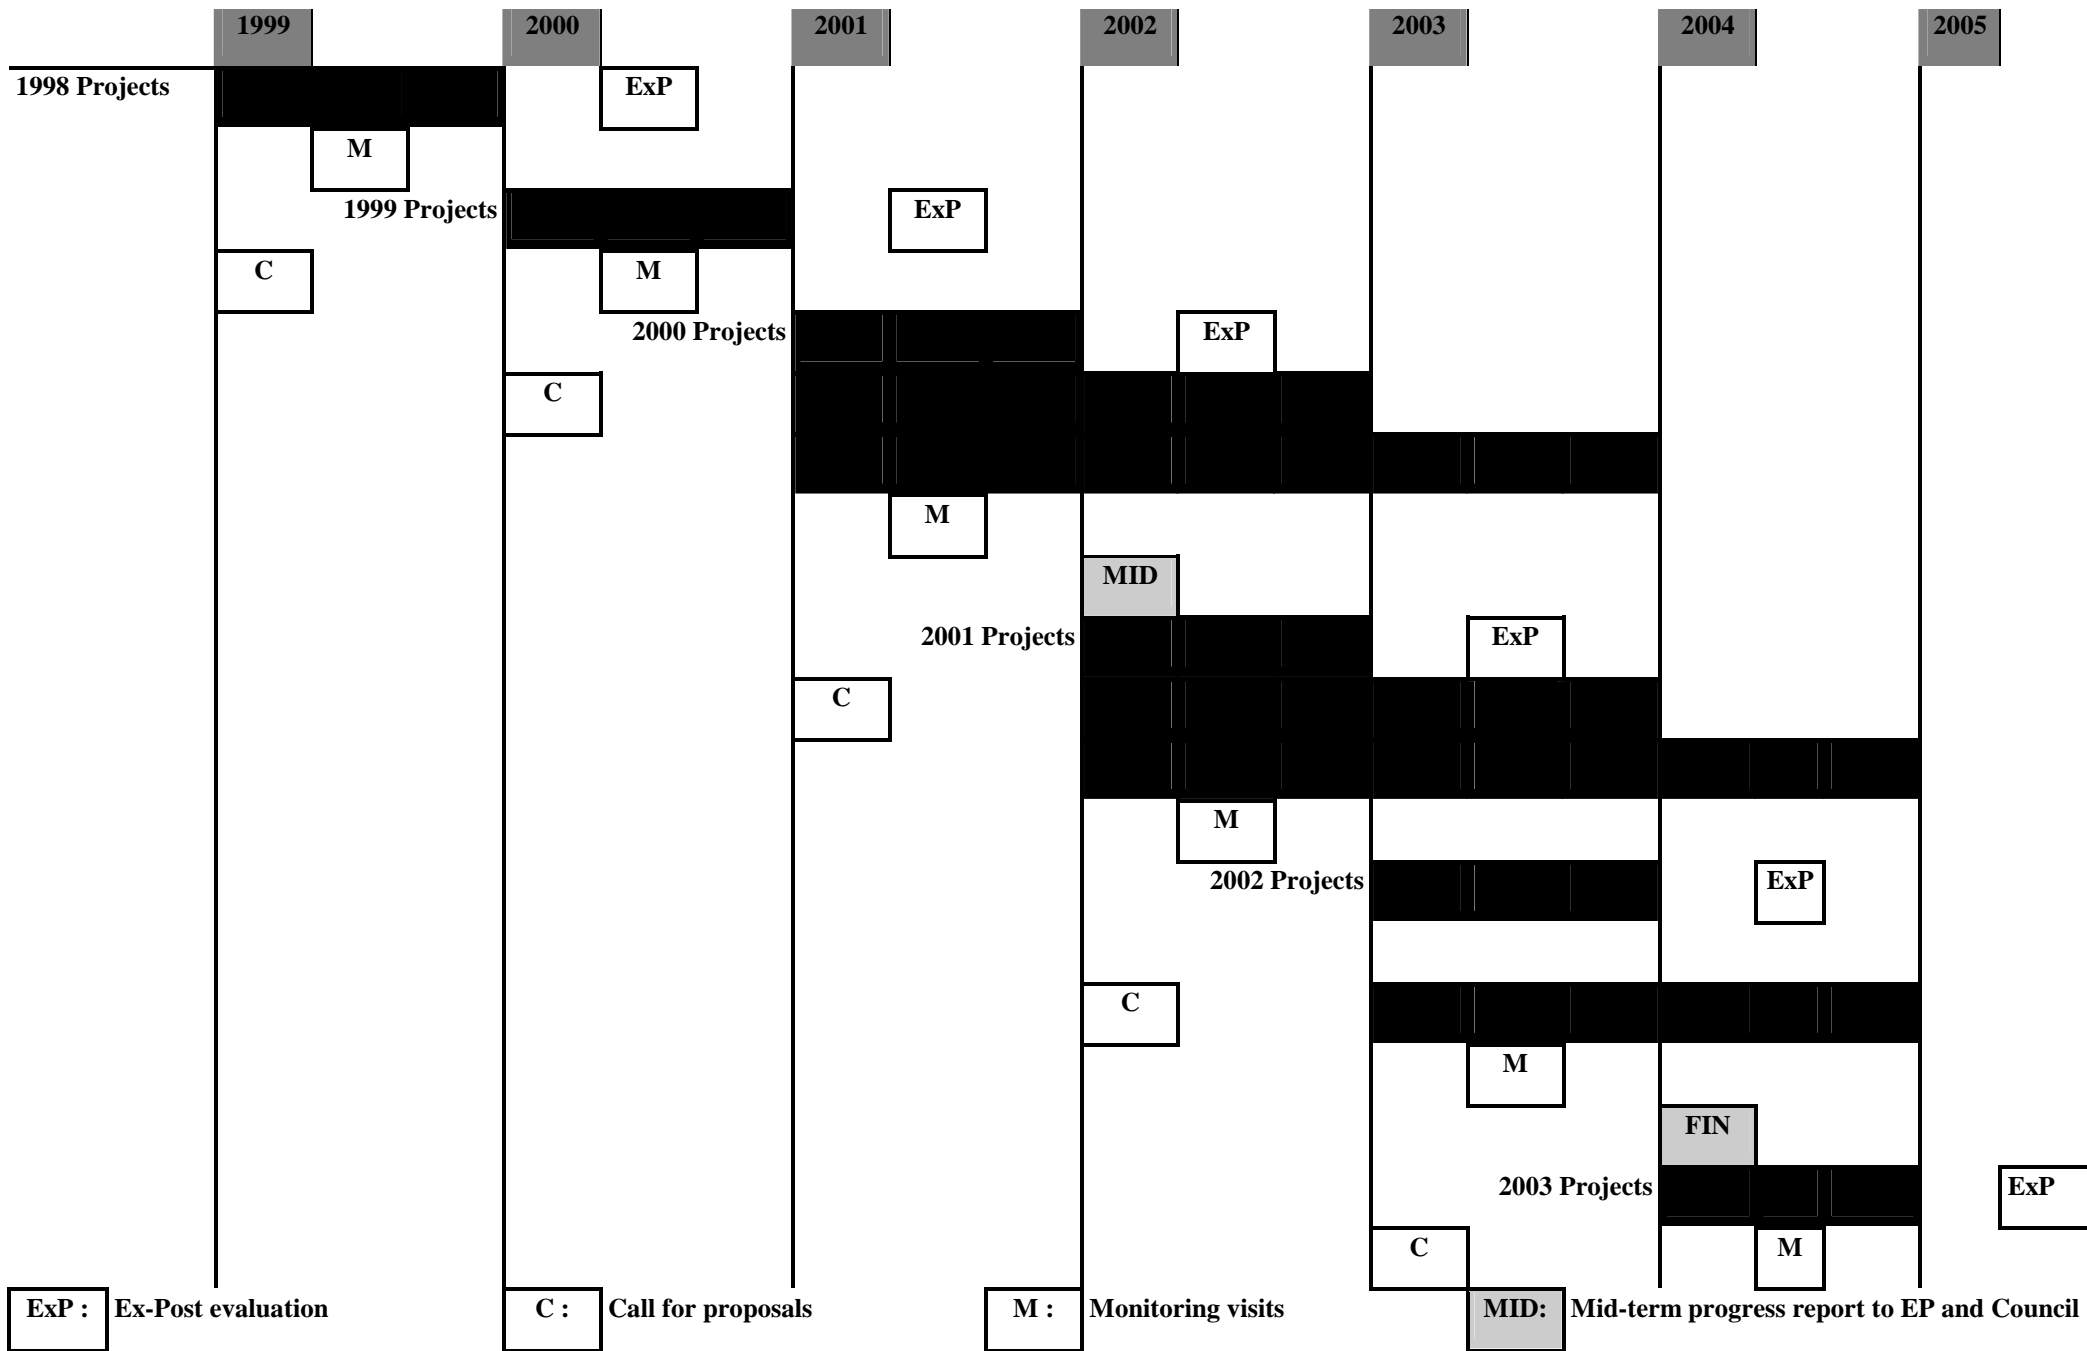 1999 2000 2001 2002 2003 2004 2005
1998 Projects ExP
M
1999 Projects ExP
C M
2000 Projects ExP
C
M
MID
2001 Projects ExP
C
M
2002 Projects ExP
C
M
FIN
2003 Projects ExP
C M
ExP : Ex-Post evaluation C : Call for proposals M : Monitoring visits MID: Mid-term progress report to EP and Council